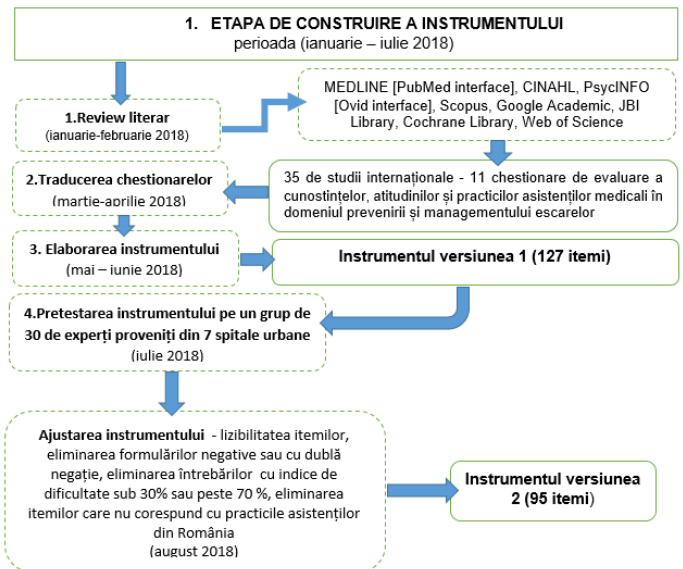 1. ETAPA DE CONSTRUIRE A INSTRUMENTULUI
perioada (ianuarie – iulie 2018)
1.Review literar
(ianuarie-februarie 2018)
MEDLINE [PubMed interface], CINAHL, PsycINFO
[Ovid interface], Scopus, Google Academic, JBI
Library, Cochrane Library, Web of Science
2.Traducerea chestionarelor
(martie-aprilie 2018)
35 de studii internaționale - 11 chestionare de evaluare a
cunostințelor, atitudinilor și practicilor asistenților medicali în
domeniul prevenirii și managementului escarelor
3. Elaborarea instrumentului
(mai – iunie 2018)
Instrumentul versiunea 1 (127 itemi)
4.Pretestarea instrumentului pe un grup de
30 de experți proveniți din 7 spitale urbane
(iulie 2018)
Ajustarea instrumentului - lizibilitatea itemilor,
eliminarea formulărilor negative sau cu dublă
negație, eliminarea întrebărilor cu indice de
dificultate sub 30% sau peste 70 %, eliminarea
itemilor care nu corespund cu practicile asistenților
din România
(august 2018)
Instrumentul versiunea
2 (95 itemi)